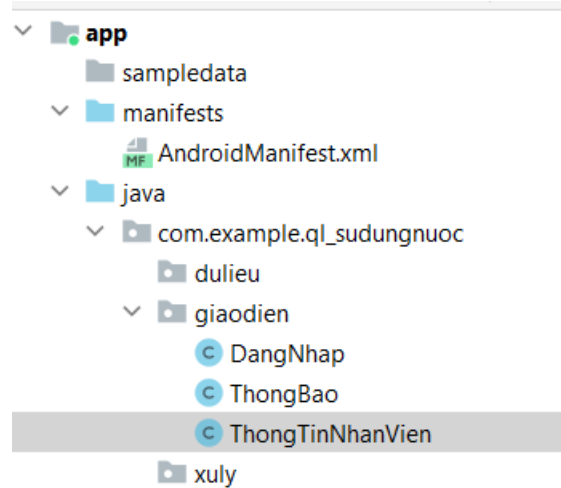 app
sampledata
manifests
MF AndroidManifest.xml
java
com.example.ql_sudungnuoc
dulieu
giaodien
C DangNhap
C ThongBao
C ThongTinNhanVien
xuly